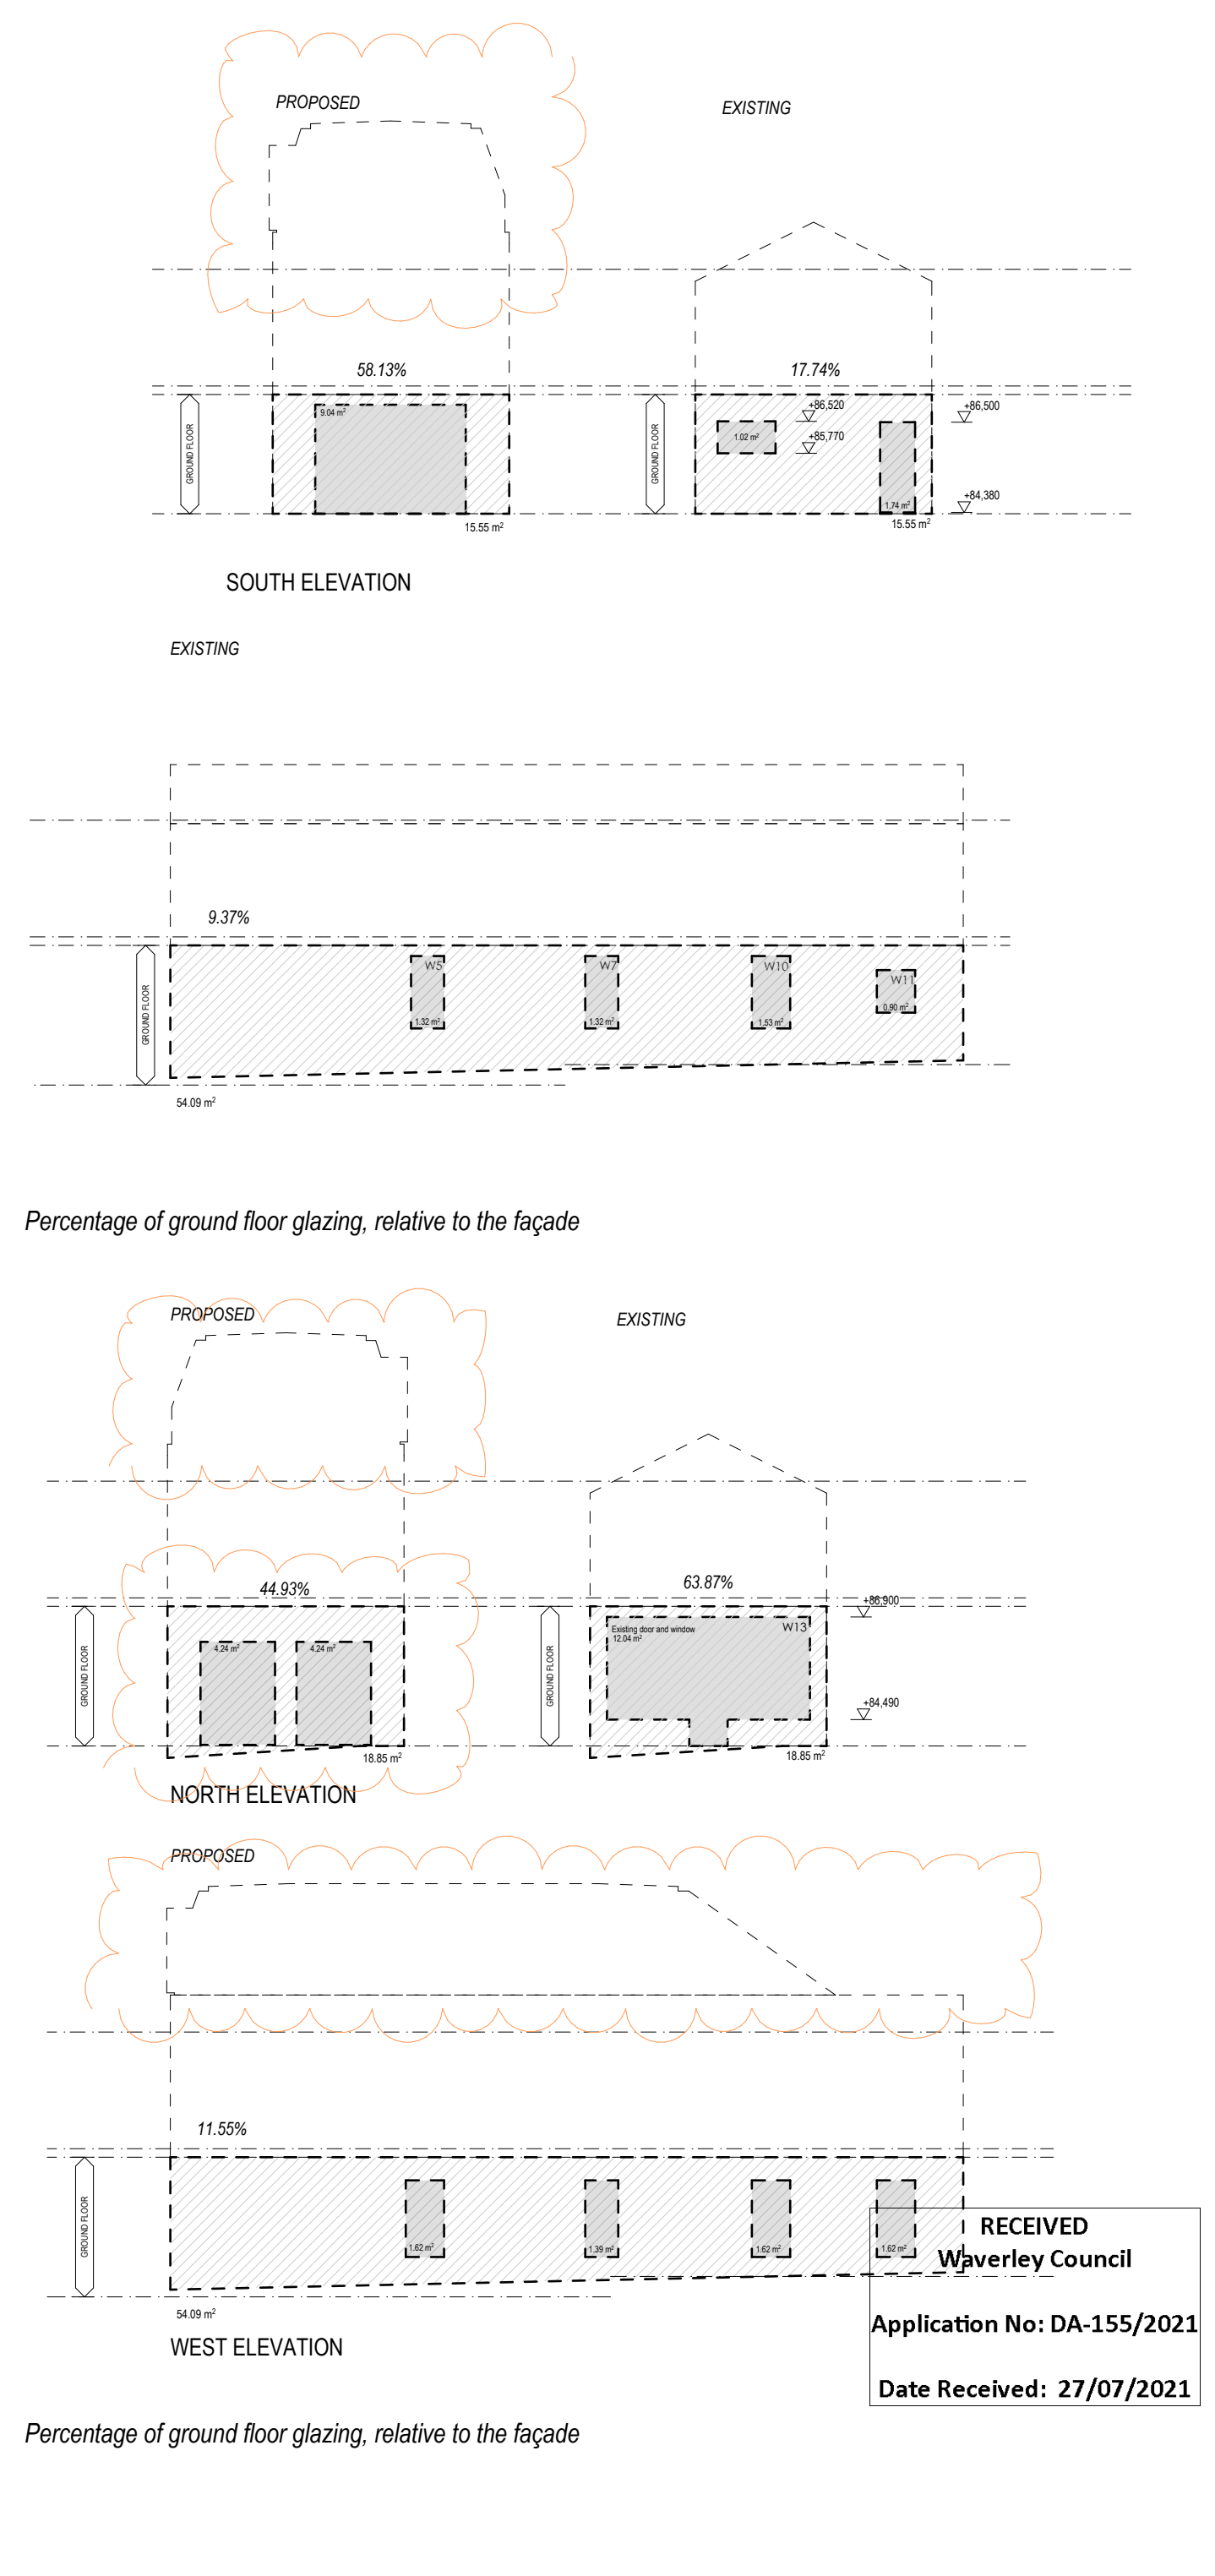 PROPOSED
EXISTING
58.13%
17.74%
GROUND FLOOR
9.04 m²
GROUND FLOOR
1.02 m²
+86,520
+85,770
1.74 m²
+86,500
+84,380
15.55 m²
15.55 m²
SOUTH ELEVATION
EXISTING
9.37%
GROUND FLOOR
W5
1.32 m²
W7
1.32 m²
W10
1.53 m²
W11
0.90 m²
54.09 m²
Percentage of ground floor glazing, relative to the façade
PROPOSED
EXISTING
44.93%
63.87%
GROUND FLOOR
4.24 m²
4.24 m²
GROUND FLOOR
Existing door and window
12.04 m²
W13
+86,900
+84,490
18.85 m²
18.85 m²
NORTH ELEVATION
PROPOSED
11.55%
GROUND FLOOR
1.62 m²
1.39 m²
1.62 m²
1.62 m²
54.09 m²
WEST ELEVATION
RECEIVED
Waverley Council
Application No: DA-155/2021
Date Received: 27/07/2021
Percentage of ground floor glazing, relative to the façade